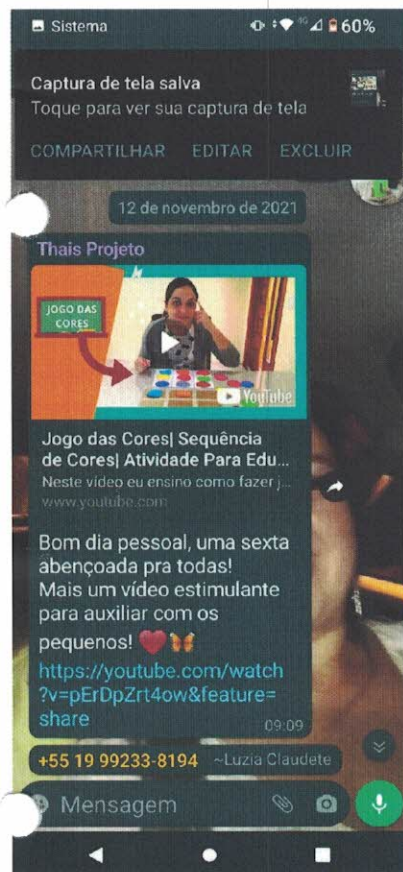 Sistema
4G 60%
Captura de tela salva
Toque para ver sua captura de tela
COMPARTILHAR EDITAR EXCLUIR
12 de novembro de 2021
Thais Projeto
JOGO DAS
CORES
YouTube
Jogo das Cores| Sequência
de Cores| Atividade Para Edu...
Neste vídeo eu ensino como fazer j...
www.youtube.com
Bom dia pessoal, uma sexta
abençoada pra todas!
Mais um vídeo estimulante
para auxiliar com os
pequenos! ❤️🦋
https://youtube.com/watch
?v=pErDpZrt4ow&feature=
share
09:09
+55 19 99233-8194 ~Luzia Claudete
Mensagem